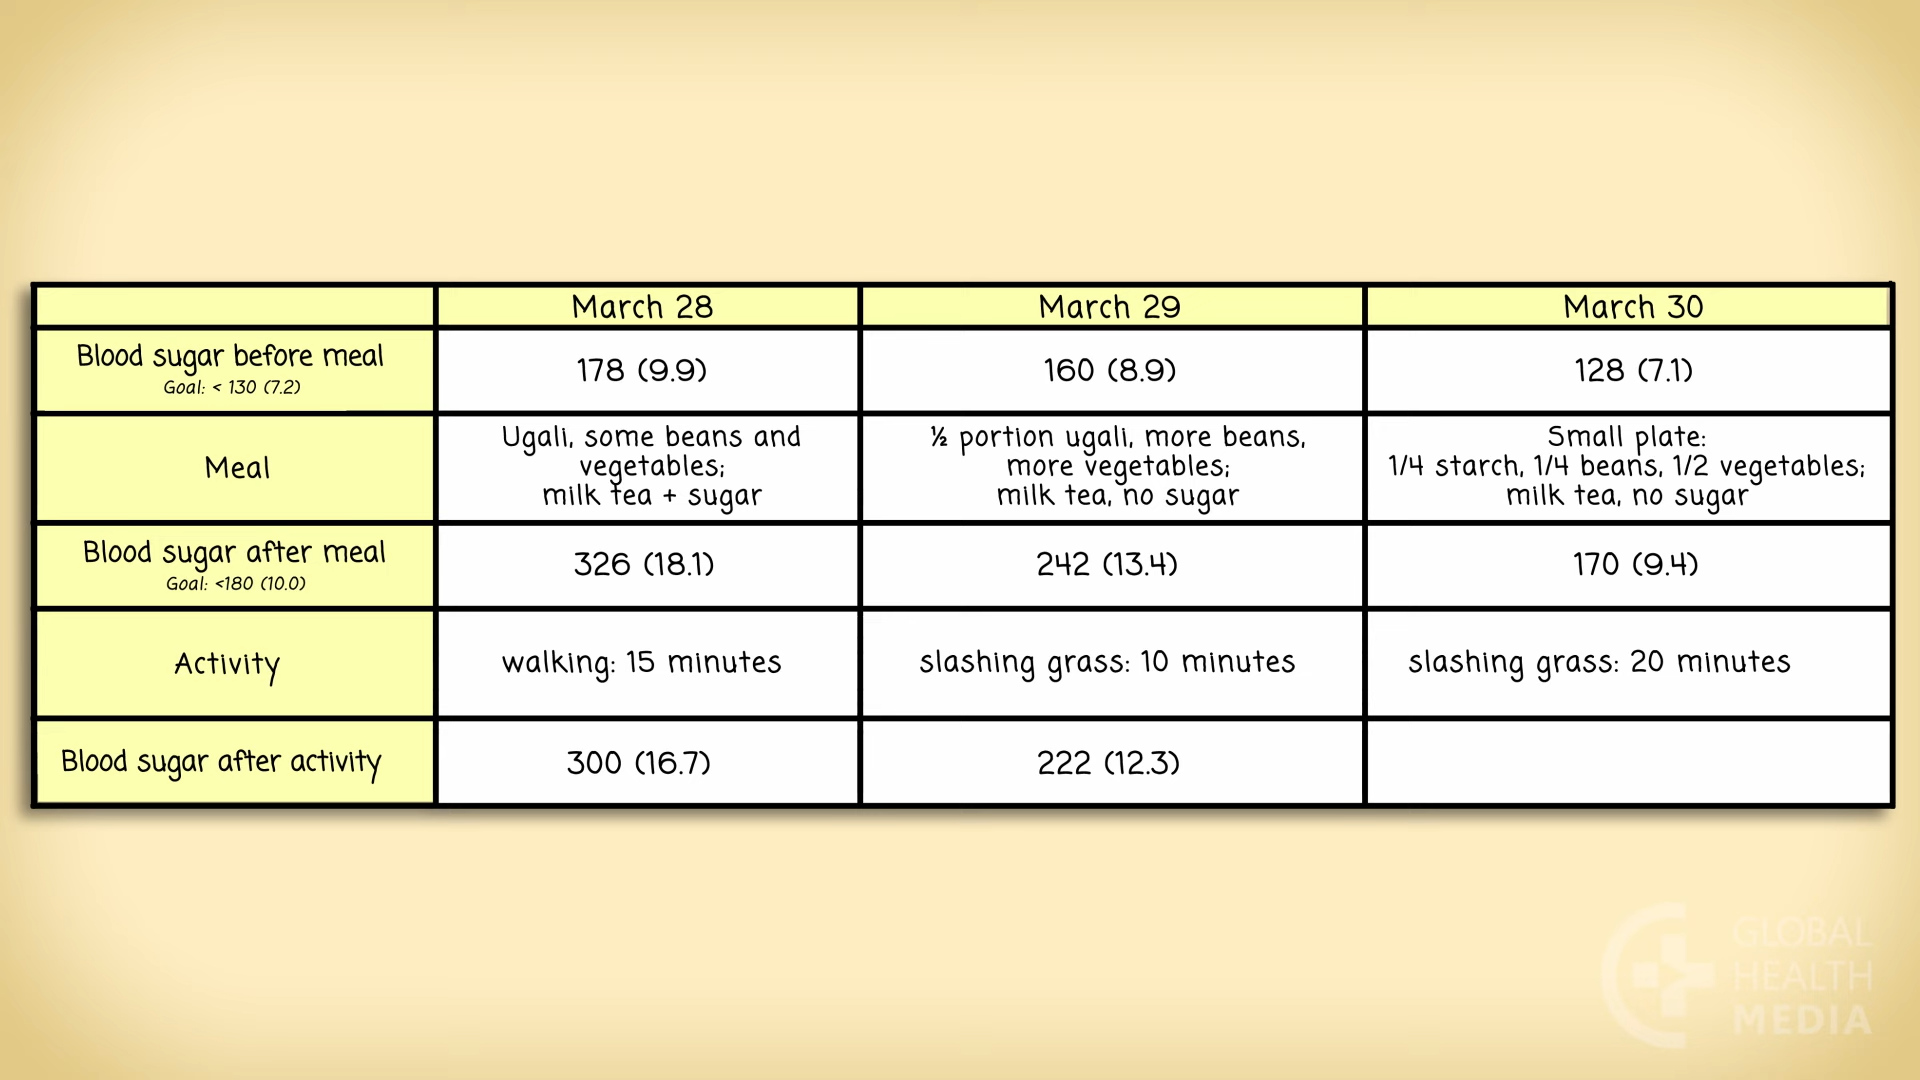 March 28
March 29
March 30
Blood sugar before meal
Goal: < 130 (7.2)
178 (9.9)
160 (8.9)
128 (7.1)
Meal
Ugali, some beans and
vegetables;
milk tea + sugar
½ portion ugali, more beans,
more vegetables;
milk tea, no sugar
Small plate:
1/4 starch, 1/4 beans, 1/2 vegetables;
milk tea, no sugar
Blood sugar after meal
Goal: <180 (10.0)
326 (18.1)
242 (13.4)
170 (9.4)
Activity
walking: 15 minutes
slashing grass: 10 minutes
slashing grass: 20 minutes
Blood sugar after activity
300 (16.7)
222 (12.3)
GLOBAL
HEALTH
MEDIA